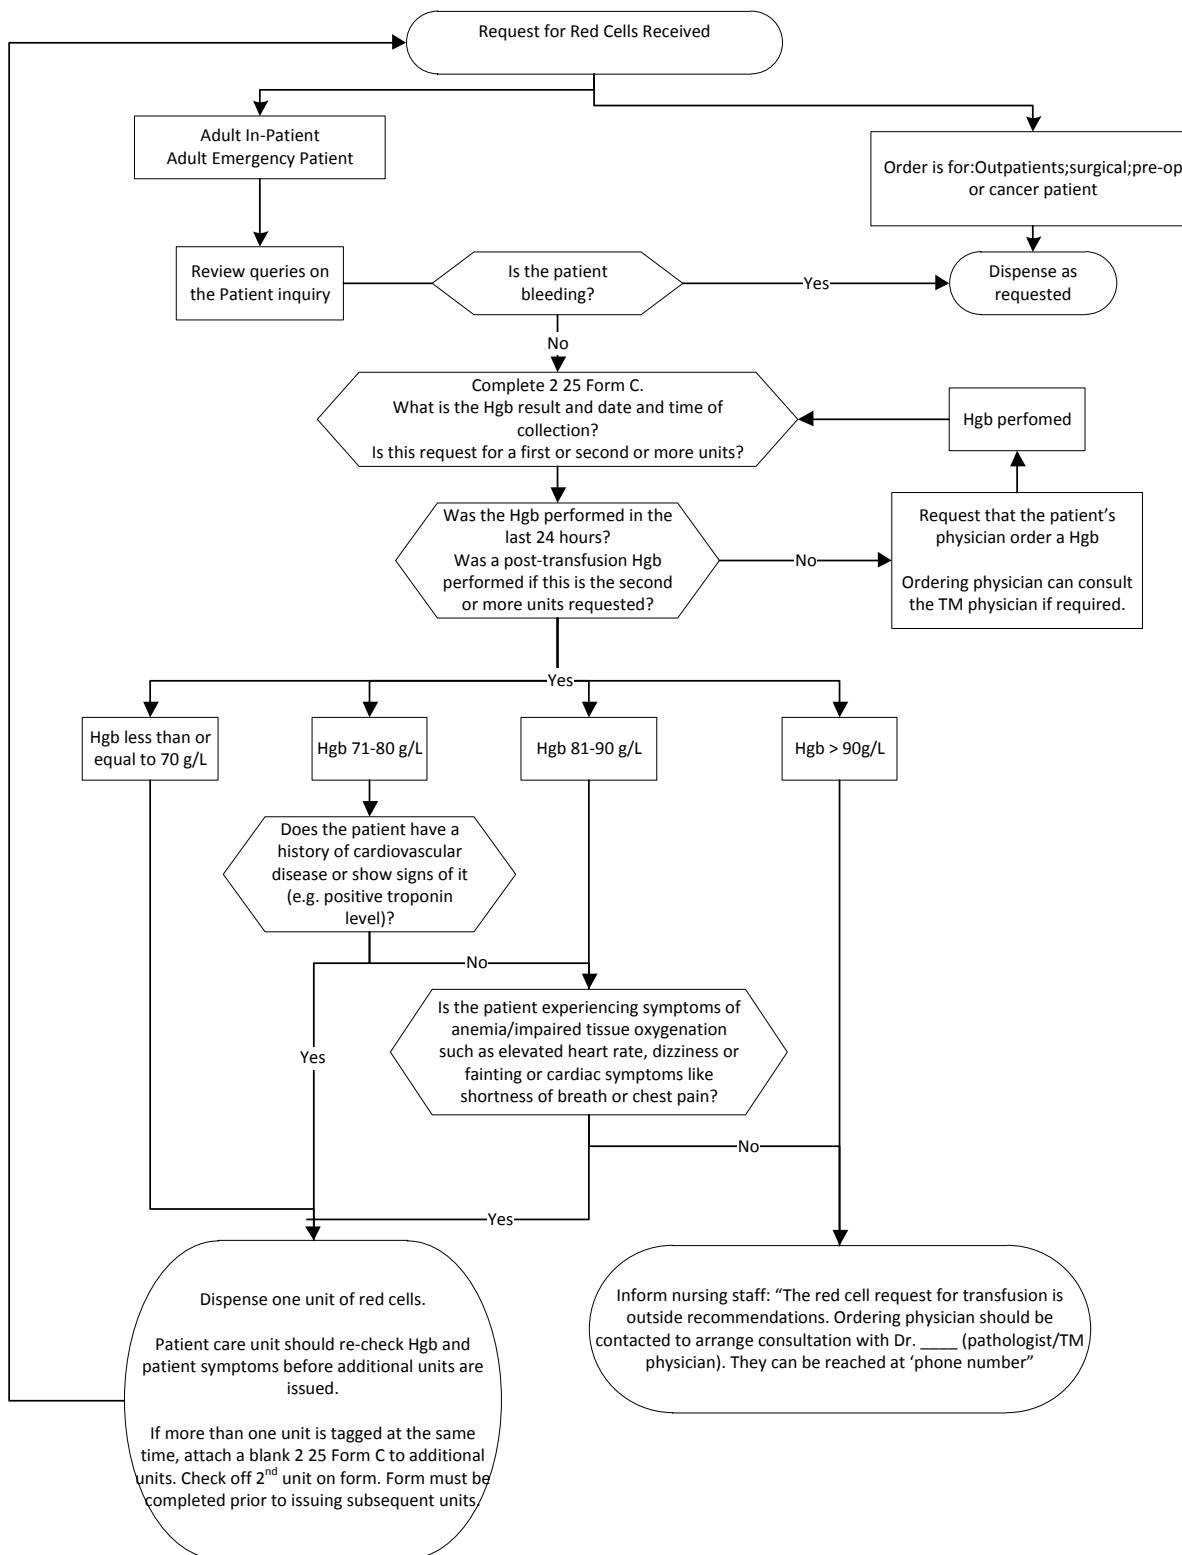 Request for Red Cells Received
Adult In-Patient
Adult Emergency Patient
Order is for:Outpatients;surgical;pre-op
or cancer patient
Review queries on
the Patient inquiry
Is the patient
bleeding?
Yes
Dispense as
requested
No
Complete 2 25 Form C.
What is the Hgb result and date and time of
collection?
Is this request for a first or second or more units?
Hgb perfomed
Was the Hgb performed in the
last 24 hours?
Was a post-transfusion Hgb
performed if this is the second
or more units requested?
No
Request that the patient's
physician order a Hgb
Ordering physician can consult
the TM physician if required.
Yes
Hgb less than or
equal to 70 g/L
Hgb 71-80 g/L
Hgb 81-90 g/L
Hgb > 90g/L
Does the patient have a
history of cardiovascular
disease or show signs of it
(e.g. positive troponin
level)?
No
Yes
Is the patient experiencing symptoms of
anemia/impaired tissue oxygenation
such as elevated heart rate, dizziness or
fainting or cardiac symptoms like
shortness of breath or chest pain?
No
Yes
Dispense one unit of red cells.
Patient care unit should re-check Hgb and
patient symptoms before additional units are
issued.
If more than one unit is tagged at the same
time, attach a blank 2 25 Form C to additional
units. Check off 2nd unit on form. Form must be
completed prior to issuing subsequent units.
Inform nursing staff: “The red cell request for transfusion is
outside recommendations. Ordering physician should be
contacted to arrange consultation with Dr. ____ (pathologist/TM
physician). They can be reached at ‘phone number”